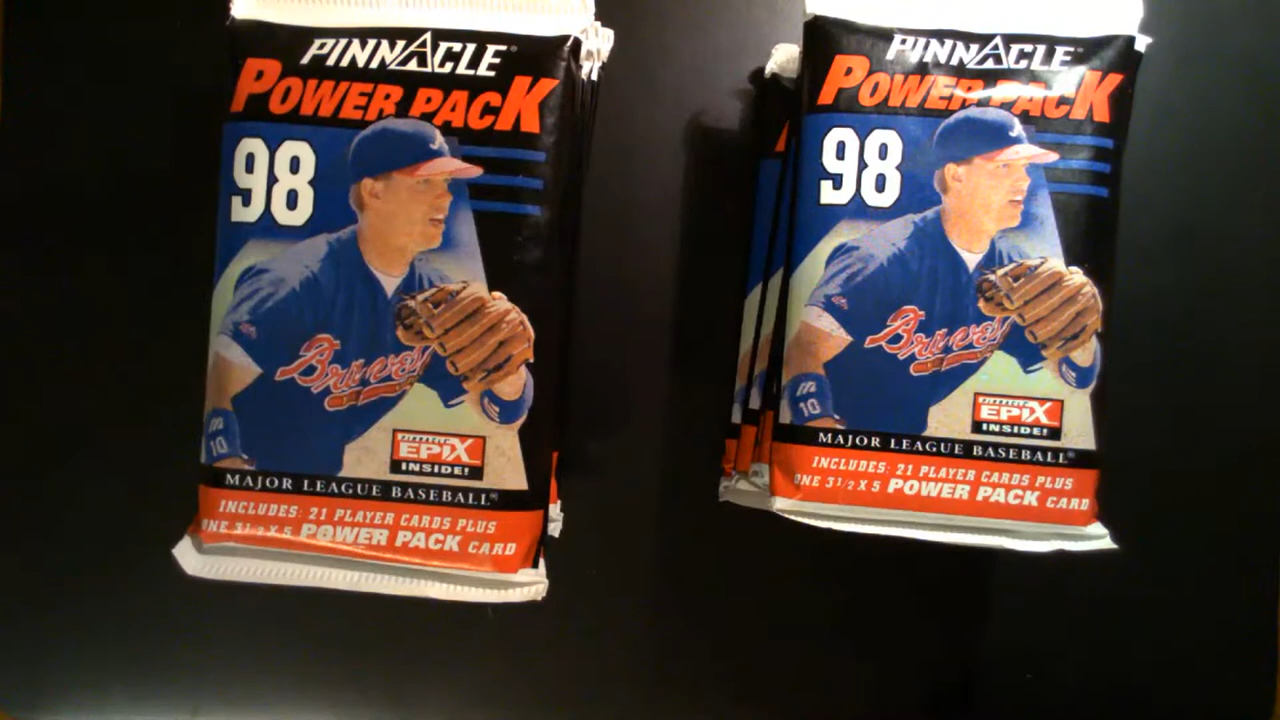 PINNACLE®
POWER PACK
98
Braves
10
PINNACLE
EPIX
INSIDE!
MAJOR LEAGUE BASEBALL®
INCLUDES: 21 PLAYER CARDS PLUS
ONE 3 1/2 X 5 POWER PACK CARD
PINNACLE®
POWER PACK
98
Braves
10
PINNACLE
EPIX
INSIDE!
MAJOR LEAGUE BASEBALL®
INCLUDES: 21 PLAYER CARDS PLUS
ONE 3 1/2 X 5 POWER PACK CARD